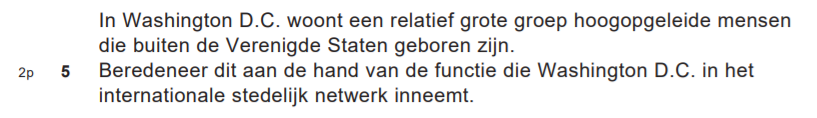 In Washington D.C. woont een relatief grote groep hoogopgeleide mensen
die buiten de Verenigde Staten geboren zijn.
2p 5 Beredeneer dit aan de hand van de functie die Washington D.C. in het
internationale stedelijk netwerk inneemt.